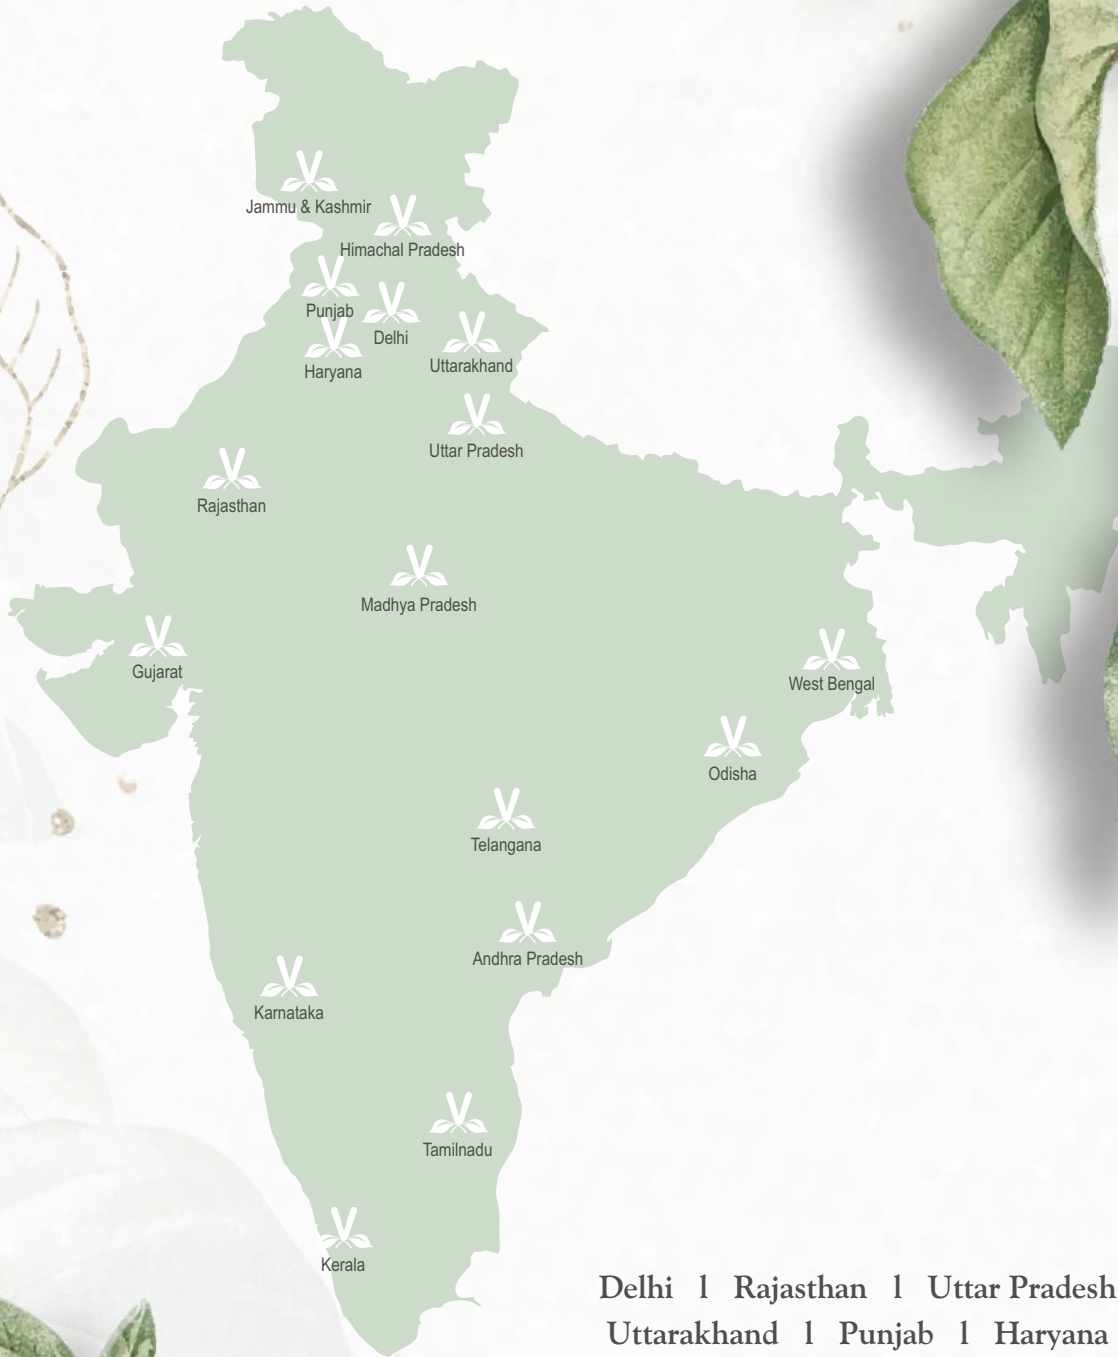 Jammu & Kashmir
Himachal Pradesh
Punjab
Delhi
Uttarakhand
Haryana
Uttar Pradesh
Rajasthan
Madhya Pradesh
Gujarat
West Bengal
Odisha
Telangana
Andhra Pradesh
Karnataka
Tamilnadu
Kerala
Delhi l Rajasthan l Uttar Pradesh
Uttarakhand l Punjab l Haryana